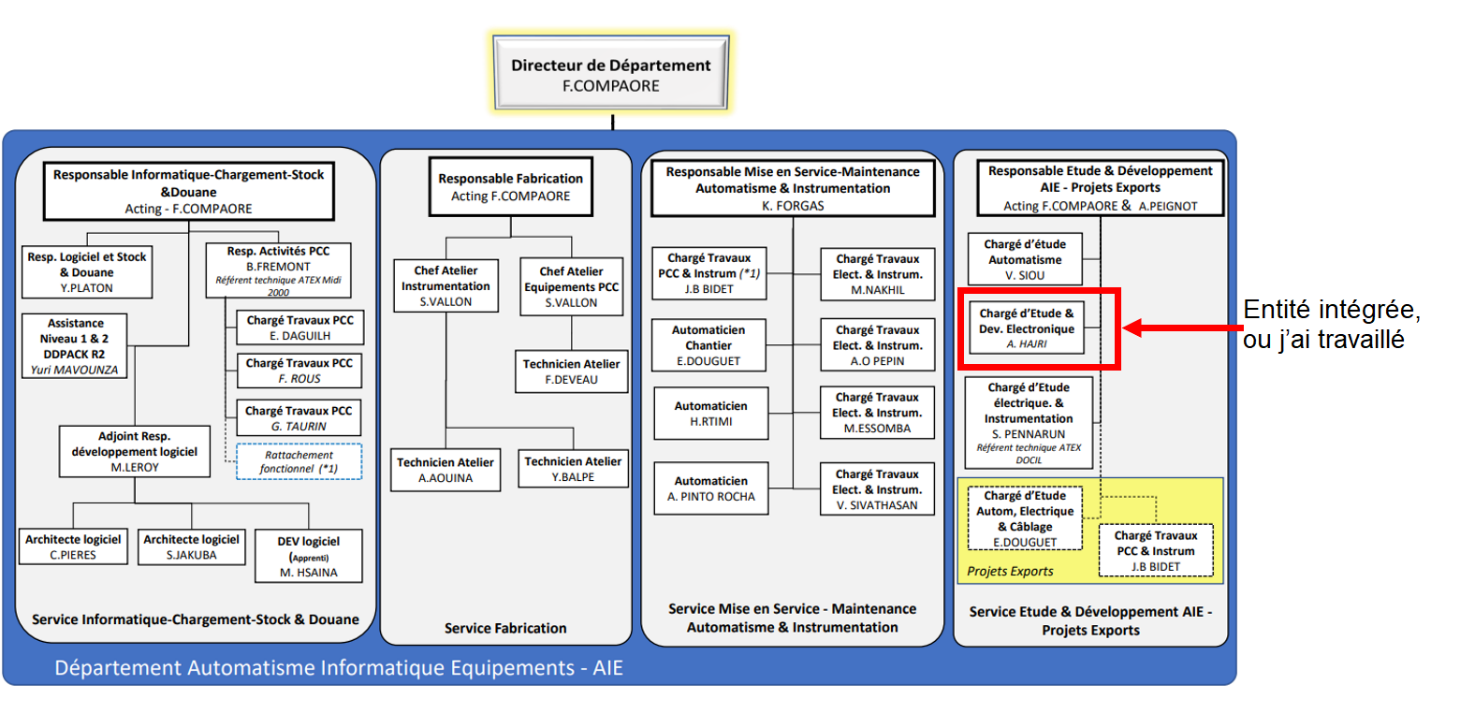 Directeur de Département
F.COMPAORE
Responsable Informatique-Chargement-Stock
&Douane
Acting - F.COMPAORE
Resp. Logiciel et Stock
& Douane
Y.PLATON
Resp. Activités PCC
B.FREMONT
Référent technique ATEX Midi
2000
Assistance
Niveau 1 & 2
DDPACK R2
Yuri MAVOUNZA
Chargé Travaux PCC
E. DAGUILH
Chargé Travaux PCC
F. ROUS
Chargé Travaux PCC
G. TAURIN
Rattachement
fonctionnel (*1)
Adjoint Resp.
développement logiciel
M.LEROY
Architecte logiciel
C.PIERES
Architecte logiciel
S.JAKUBA
DEV logiciel
(Apprenti)
M. HSAINA
Service Informatique-Chargement-Stock & Douane
Responsable Fabrication
Acting F.COMPAORE
Chef Atelier
Instrumentation
S.VALLON
Chef Atelier
Equipements PCC
S.VALLON
Technicien Atelier
F.DEVEAU
Technicien Atelier
A.AOUINA
Technicien Atelier
Y.BALPE
Service Fabrication
Responsable Mise en Service-Maintenance
Automatisme & Instrumentation
K. FORGAS
Chargé Travaux
PCC & Instrum (*1)
J.B BIDET
Chargé Travaux
Elect. & Instrum.
M.NAKHIL
Automaticien
Chantier
E.DOUGUET
Chargé Travaux
Elect. & Instrum.
A.O PEPIN
Automaticien
H.RTIMI
Chargé Travaux
Elect. & Instrum.
M.ESSOMBA
Automaticien
A. PINTO ROCHA
Chargé Travaux
Elect. & Instrum.
V. SIVATHASAN
Service Mise en Service - Maintenance
Automatisme & Instrumentation
Responsable Etude & Développement
AIE - Projets Exports
Acting F.COMPAORE & A.PEIGNOT
Chargé d'étude
Automatisme
V. SIOU
Chargé d'Etude &
Dev. Electronique
A. HAJRI
Chargé d'Etude
électrique. &
Instrumentation
S. PENNARUN
Référent technique ATEX
DOCIL
Chargé d'Etude
Autom, Electrique
& Câblage
E.DOUGUET
Chargé Travaux
PCC & Instrum
J.B BIDET
Projets Exports
Service Etude & Développement AIE -
Projets Exports
Entité intégrée,
ou j'ai travaillé
Département Automatisme Informatique Equipements - AIE